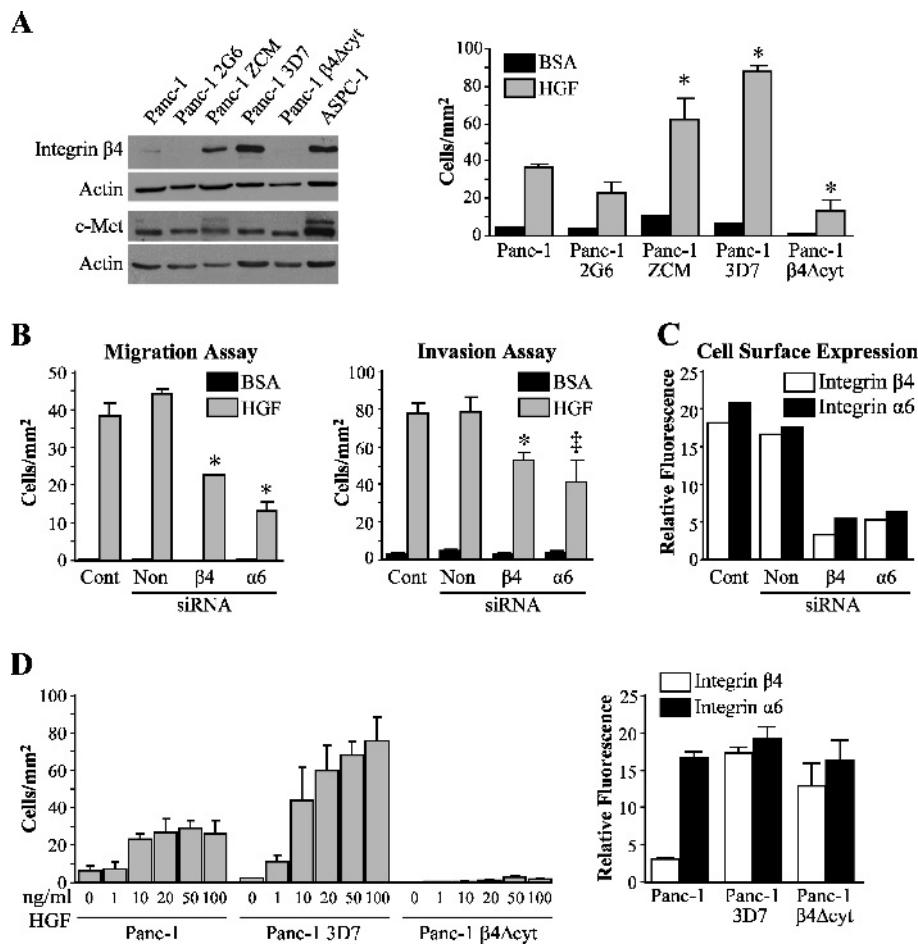 A
Panc-1
Panc-1 2G6
Panc-1 ZCM
Panc-1 3D7
Panc-1 β4Δcyt
ASPC-1
Integrin β4
Actin
c-Met
Actin
Cells/mm²
100
80
60
40
20
0
BSA
HGF
*
*
*
Panc-1
Panc-1 2G6
Panc-1 ZCM
Panc-1 3D7
Panc-1 β4Δcyt
B
Migration Assay
Cells/mm²
50
40
30
20
10
0
BSA
HGF
*
*
Cont
Non
β4
α6
siRNA
Invasion Assay
Cells/mm²
100
80
60
40
20
0
BSA
HGF
*
‡
Cont
Non
β4
α6
siRNA
C
Cell Surface Expression
Relative Fluorescence
25
20
15
10
5
0
Integrin β4
Integrin α6
Cont
Non
β4
α6
siRNA
D
Cells/mm²
100
80
60
40
20
0
ng/ml
HGF
0 1 10 20 50 100
0 1 10 20 50 100
0 1 10 20 50 100
Panc-1
Panc-1 3D7
Panc-1 β4Δcyt
Relative Fluorescence
25
20
15
10
5
0
Integrin β4
Integrin α6
Panc-1
Panc-1 3D7
Panc-1 β4Δcyt